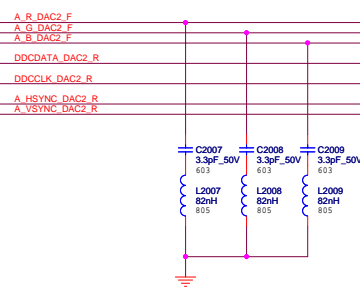 A_R_DAC2_F
A_G_DAC2_F
A_B_DAC2_F
DDCDATA_DAC2_R
DDCCLK_DAC2_R
A_HSYNC_DAC2_R
A_VSYNC_DAC2_R
C2007 C2008 C2009
3.3pF_50V 3.3pF_50V 3.3pF_50V
603 603 603
L2007 L2008 L2009
82nH 82nH 82nH
805 805 805